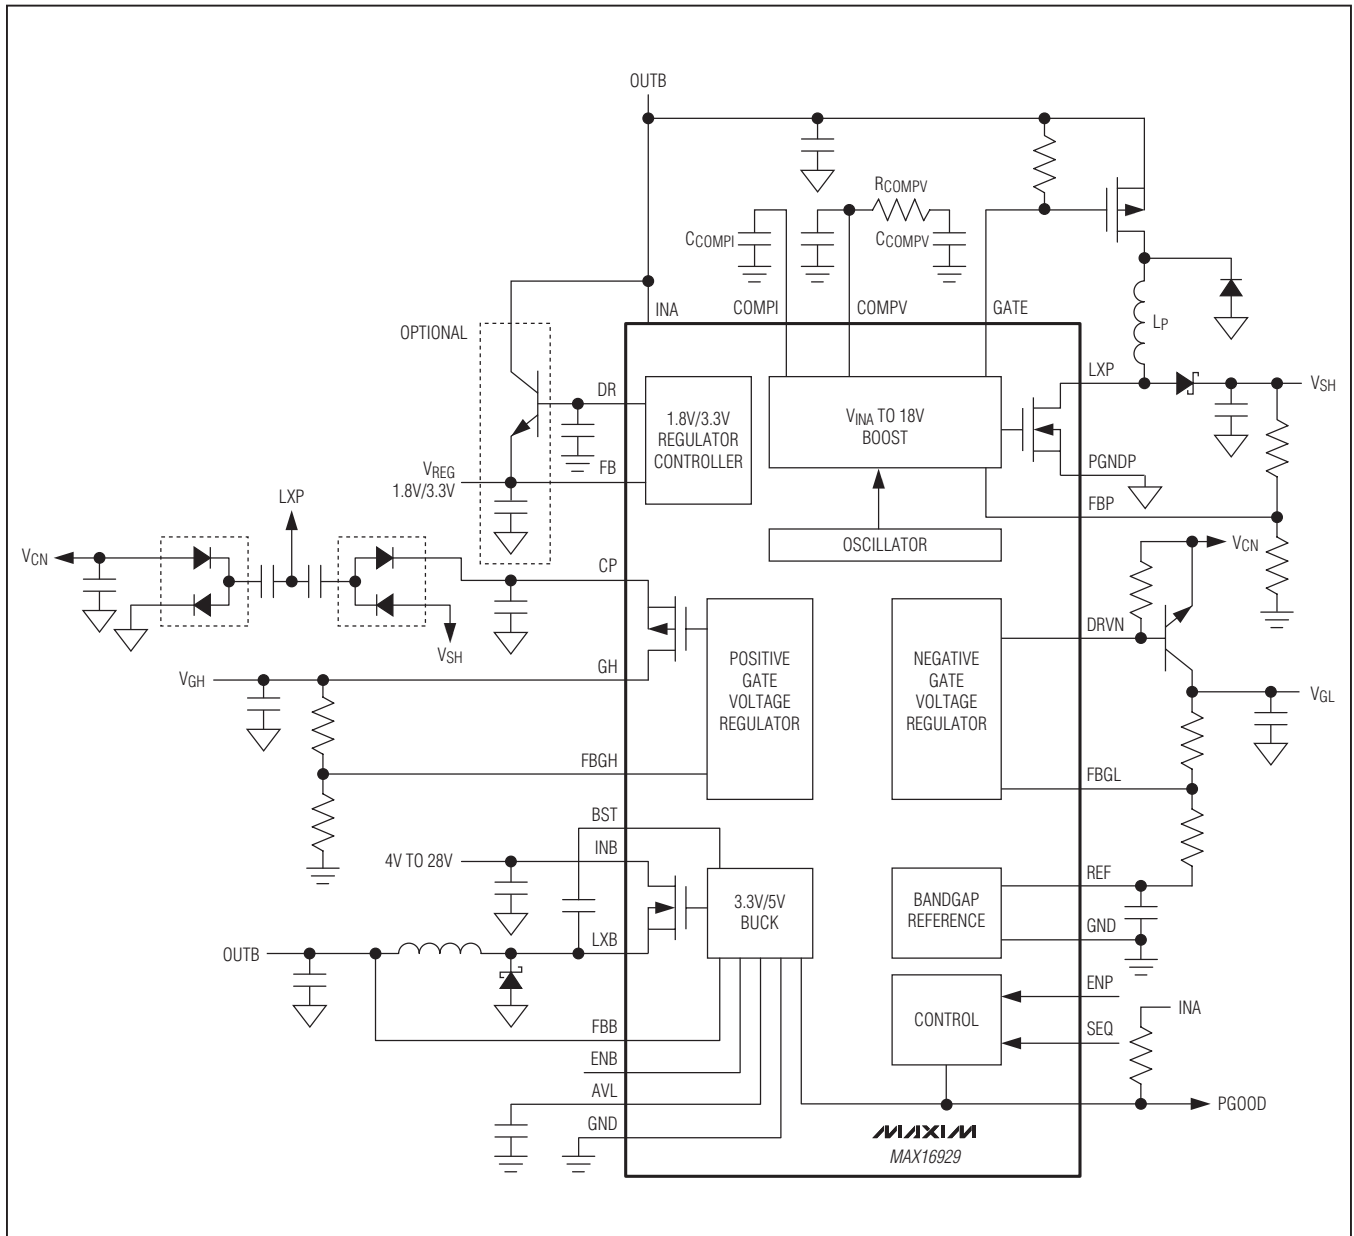 OUTB
RCOMPV
CCOMPI
CCOMPV
INA
COMPI
COMPV
GATE
LP
OPTIONAL
DR
1.8V/3.3V
REGULATOR
CONTROLLER
VINA TO 18V
BOOST
LXP
VSH
PGNDP
FB
VREG
1.8V/3.3V
FBP
LXP
OSCILLATOR
VCN
VCN
CP
DRVN
VSH
POSITIVE
GATE
VOLTAGE
REGULATOR
NEGATIVE
GATE
VOLTAGE
REGULATOR
GH
VGH
VGL
FBGH
FBGL
BST
INB
4V TO 28V
3.3V/5V
BUCK
BANDGAP
REFERENCE
REF
GND
LXB
OUTB
CONTROL
ENP
INA
SEQ
FBB
ENB
AVL
PGOOD
GND
MAXIM
MAX16929